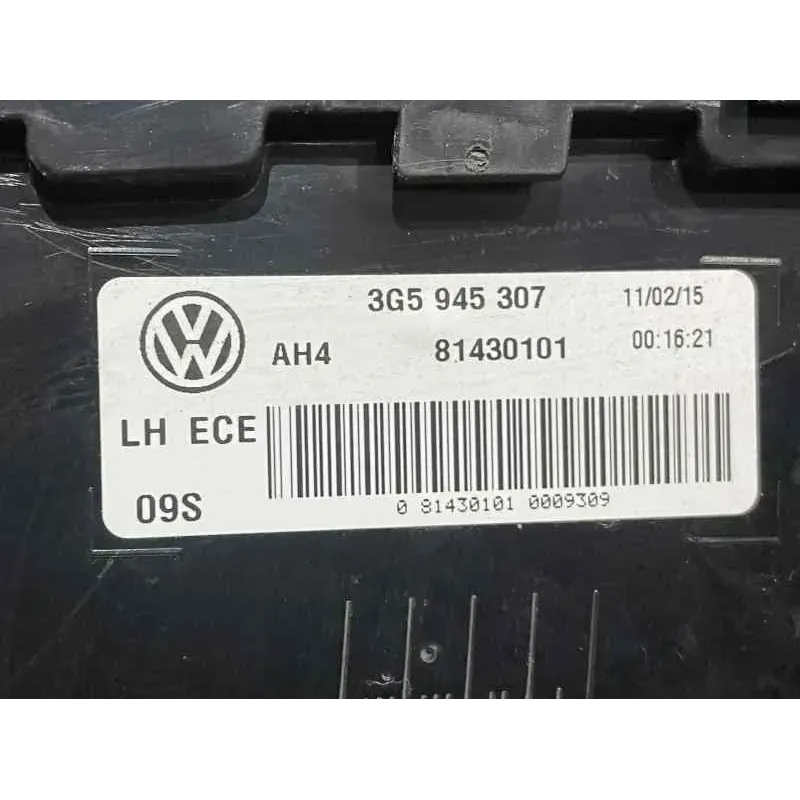 3G5 945 307 11/02/15
AH4 81430101 00:16:21
LH ECE
09S
0 81430101 0009309